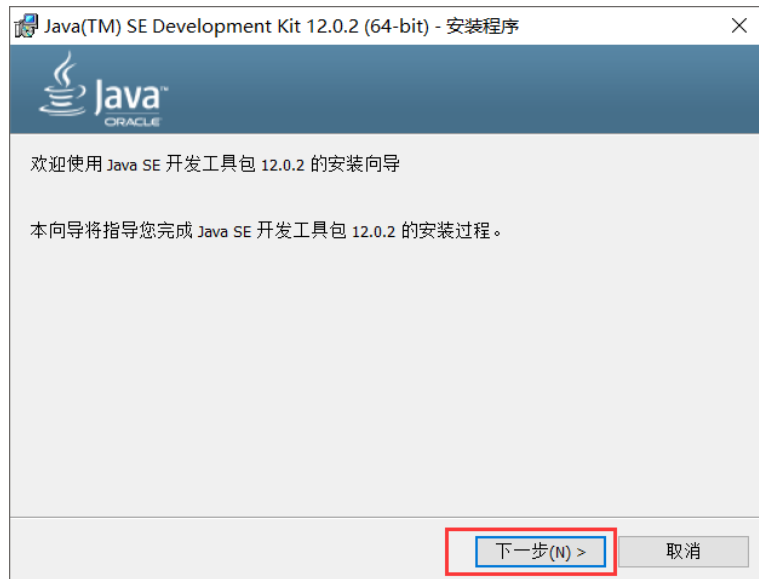 Java(TM) SE Development Kit 12.0.2 (64-bit) - 安装程序
Java™
ORACLE
欢迎使用 Java SE 开发工具包 12.0.2 的安装向导
本向导将指导您完成 Java SE 开发工具包 12.0.2 的安装过程。
下一步(N) > 取消